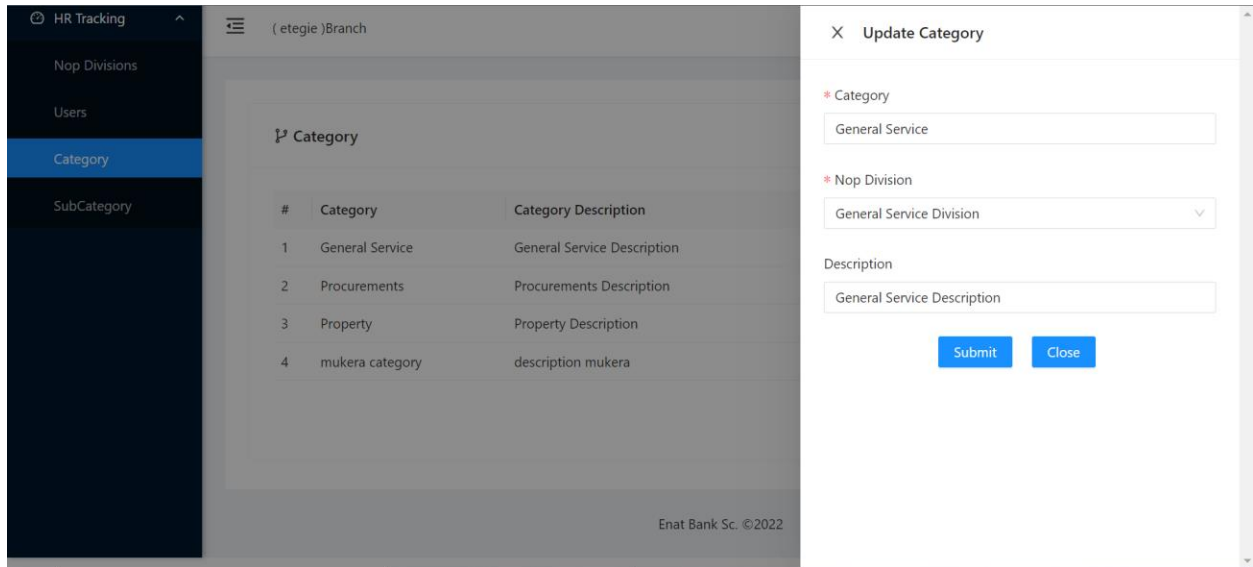 HR Tracking
Nop Divisions
Users
Category
SubCategory
( etegie )Branch
Category
# Category Category Description
1 General Service General Service Description
2 Procurements Procurements Description
3 Property Property Description
4 mukera category description mukera
Enat Bank Sc. ©2022
Update Category
* Category
General Service
* Nop Division
General Service Division
Description
General Service Description
Submit Close